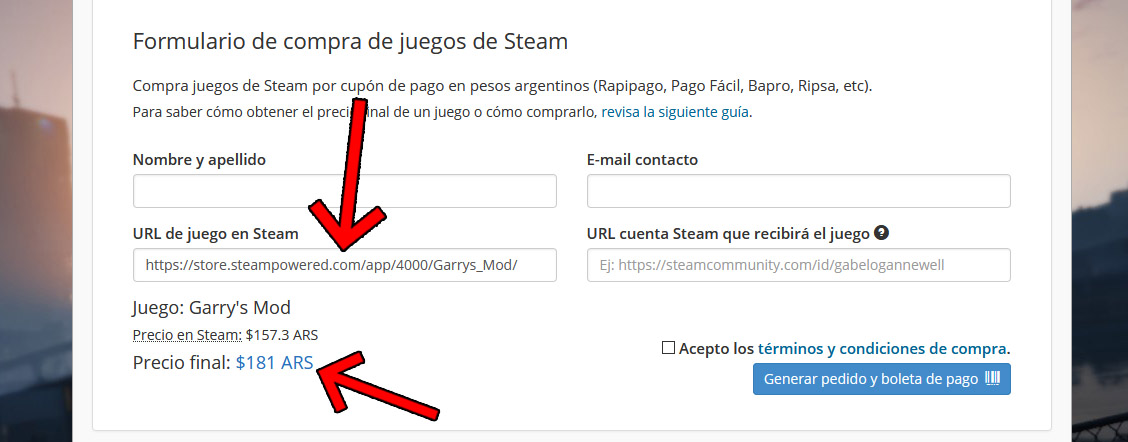 Formulario de compra de juegos de Steam
Compra juegos de Steam por cupón de pago en pesos argentinos (Rapipago, Pago Fácil, Bapro, Ripsa, etc).
Para saber cómo obtener el precio final de un juego o cómo comprarlo, revisa la siguiente guía.
Nombre y apellido
E-mail contacto
URL de juego en Steam
URL cuenta Steam que recibirá el juego ?
https://store.steampowered.com/app/4000/Garrys_Mod/
Ej: https://steamcommunity.com/id/gabelogannewell
Juego: Garry's Mod
Precio en Steam: $157.3 ARS
Precio final: $181 ARS
Acepto los términos y condiciones de compra.
Generar pedido y boleta de pago